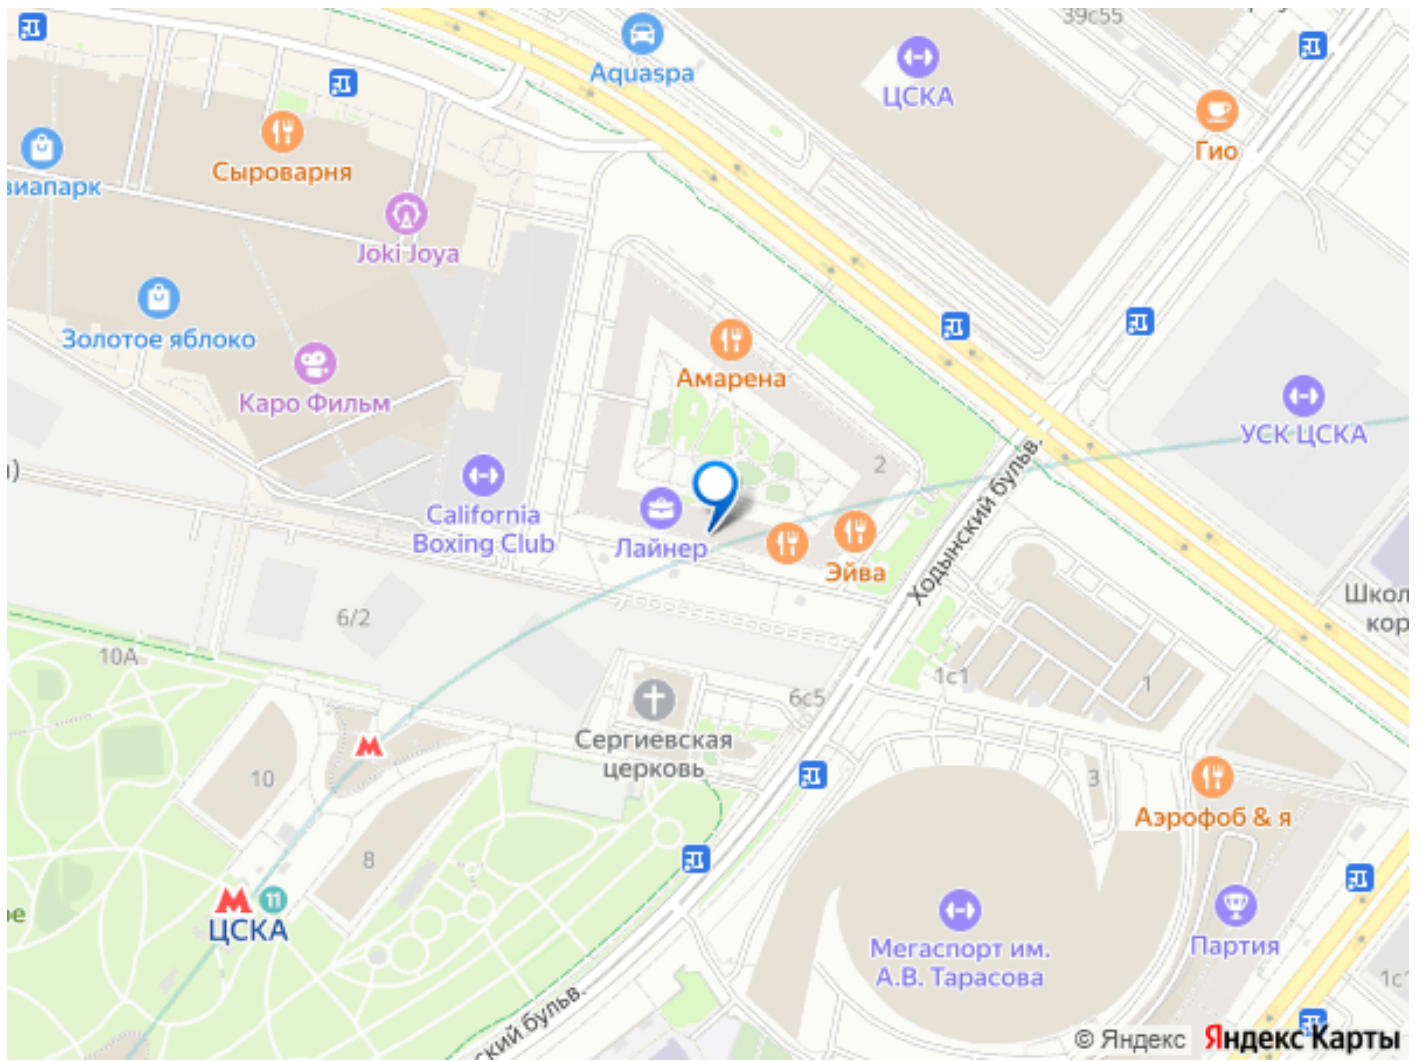 39с55
Aquaspa
ЦСКА
Гио
Сыроварня
виапарк
Joki Joya
Золотое яблоко
Амарена
Каро Фильм
УСК ЦСКА
2
California
Boxing Club
Лайнер
Эйва
Ходынский бульв.
Школ
кор
6/2
10А
1с1
1
6с5
Сергиевская
церковь
10
3
Аэрофоб & я
8
11
ЦСКА
ое
Мегаспорт им.
А.В. Тарасова
Партия
1с1
ский бульв.
© Яндекс Яндекс Карты